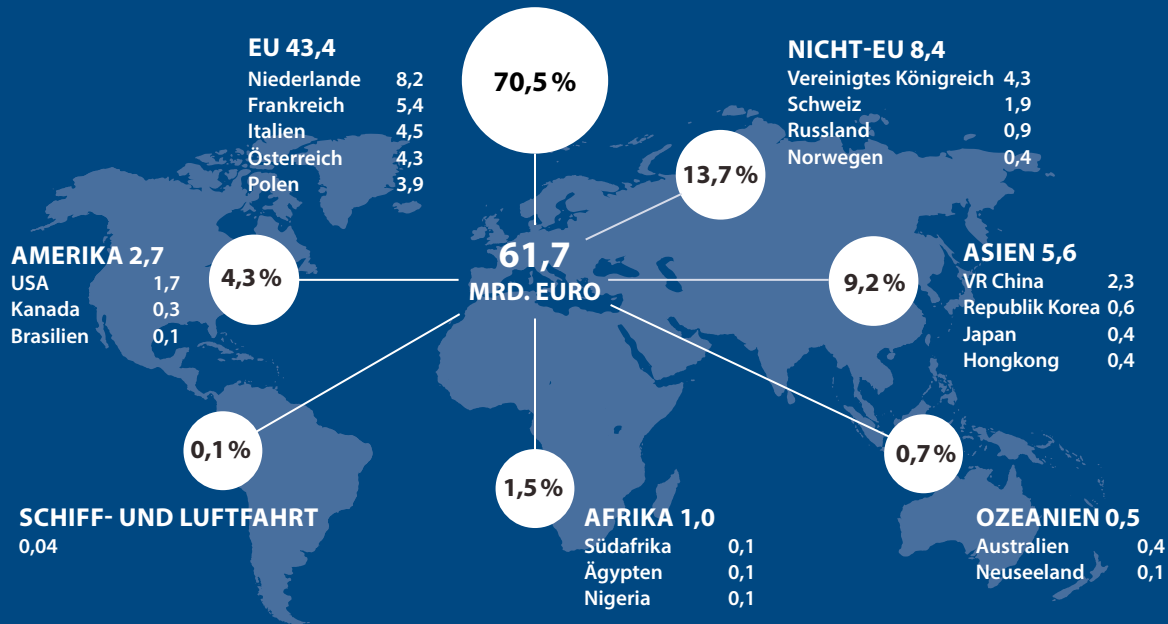 EU 43,4
Niederlande 8,2
Frankreich 5,4
Italien 4,5
Österreich 4,3
Polen 3,9
70,5 %
NICHT-EU 8,4
Vereinigtes Königreich 4,3
Schweiz 1,9
Russland 0,9
Norwegen 0,4
13,7 %
AMERIKA 2,7
USA 1,7
Kanada 0,3
Brasilien 0,1
4,3 %
61,7
MRD. EURO
9,2 %
ASIEN 5,6
VR China 2,3
Republik Korea 0,6
Japan 0,4
Hongkong 0,4
0,1 %
SCHIFF- UND LUFTFAHRT
0,04
1,5 %
AFRIKA 1,0
Südafrika 0,1
Ägypten 0,1
Nigeria 0,1
0,7 %
OZEANIEN 0,5
Australien 0,4
Neuseeland 0,1